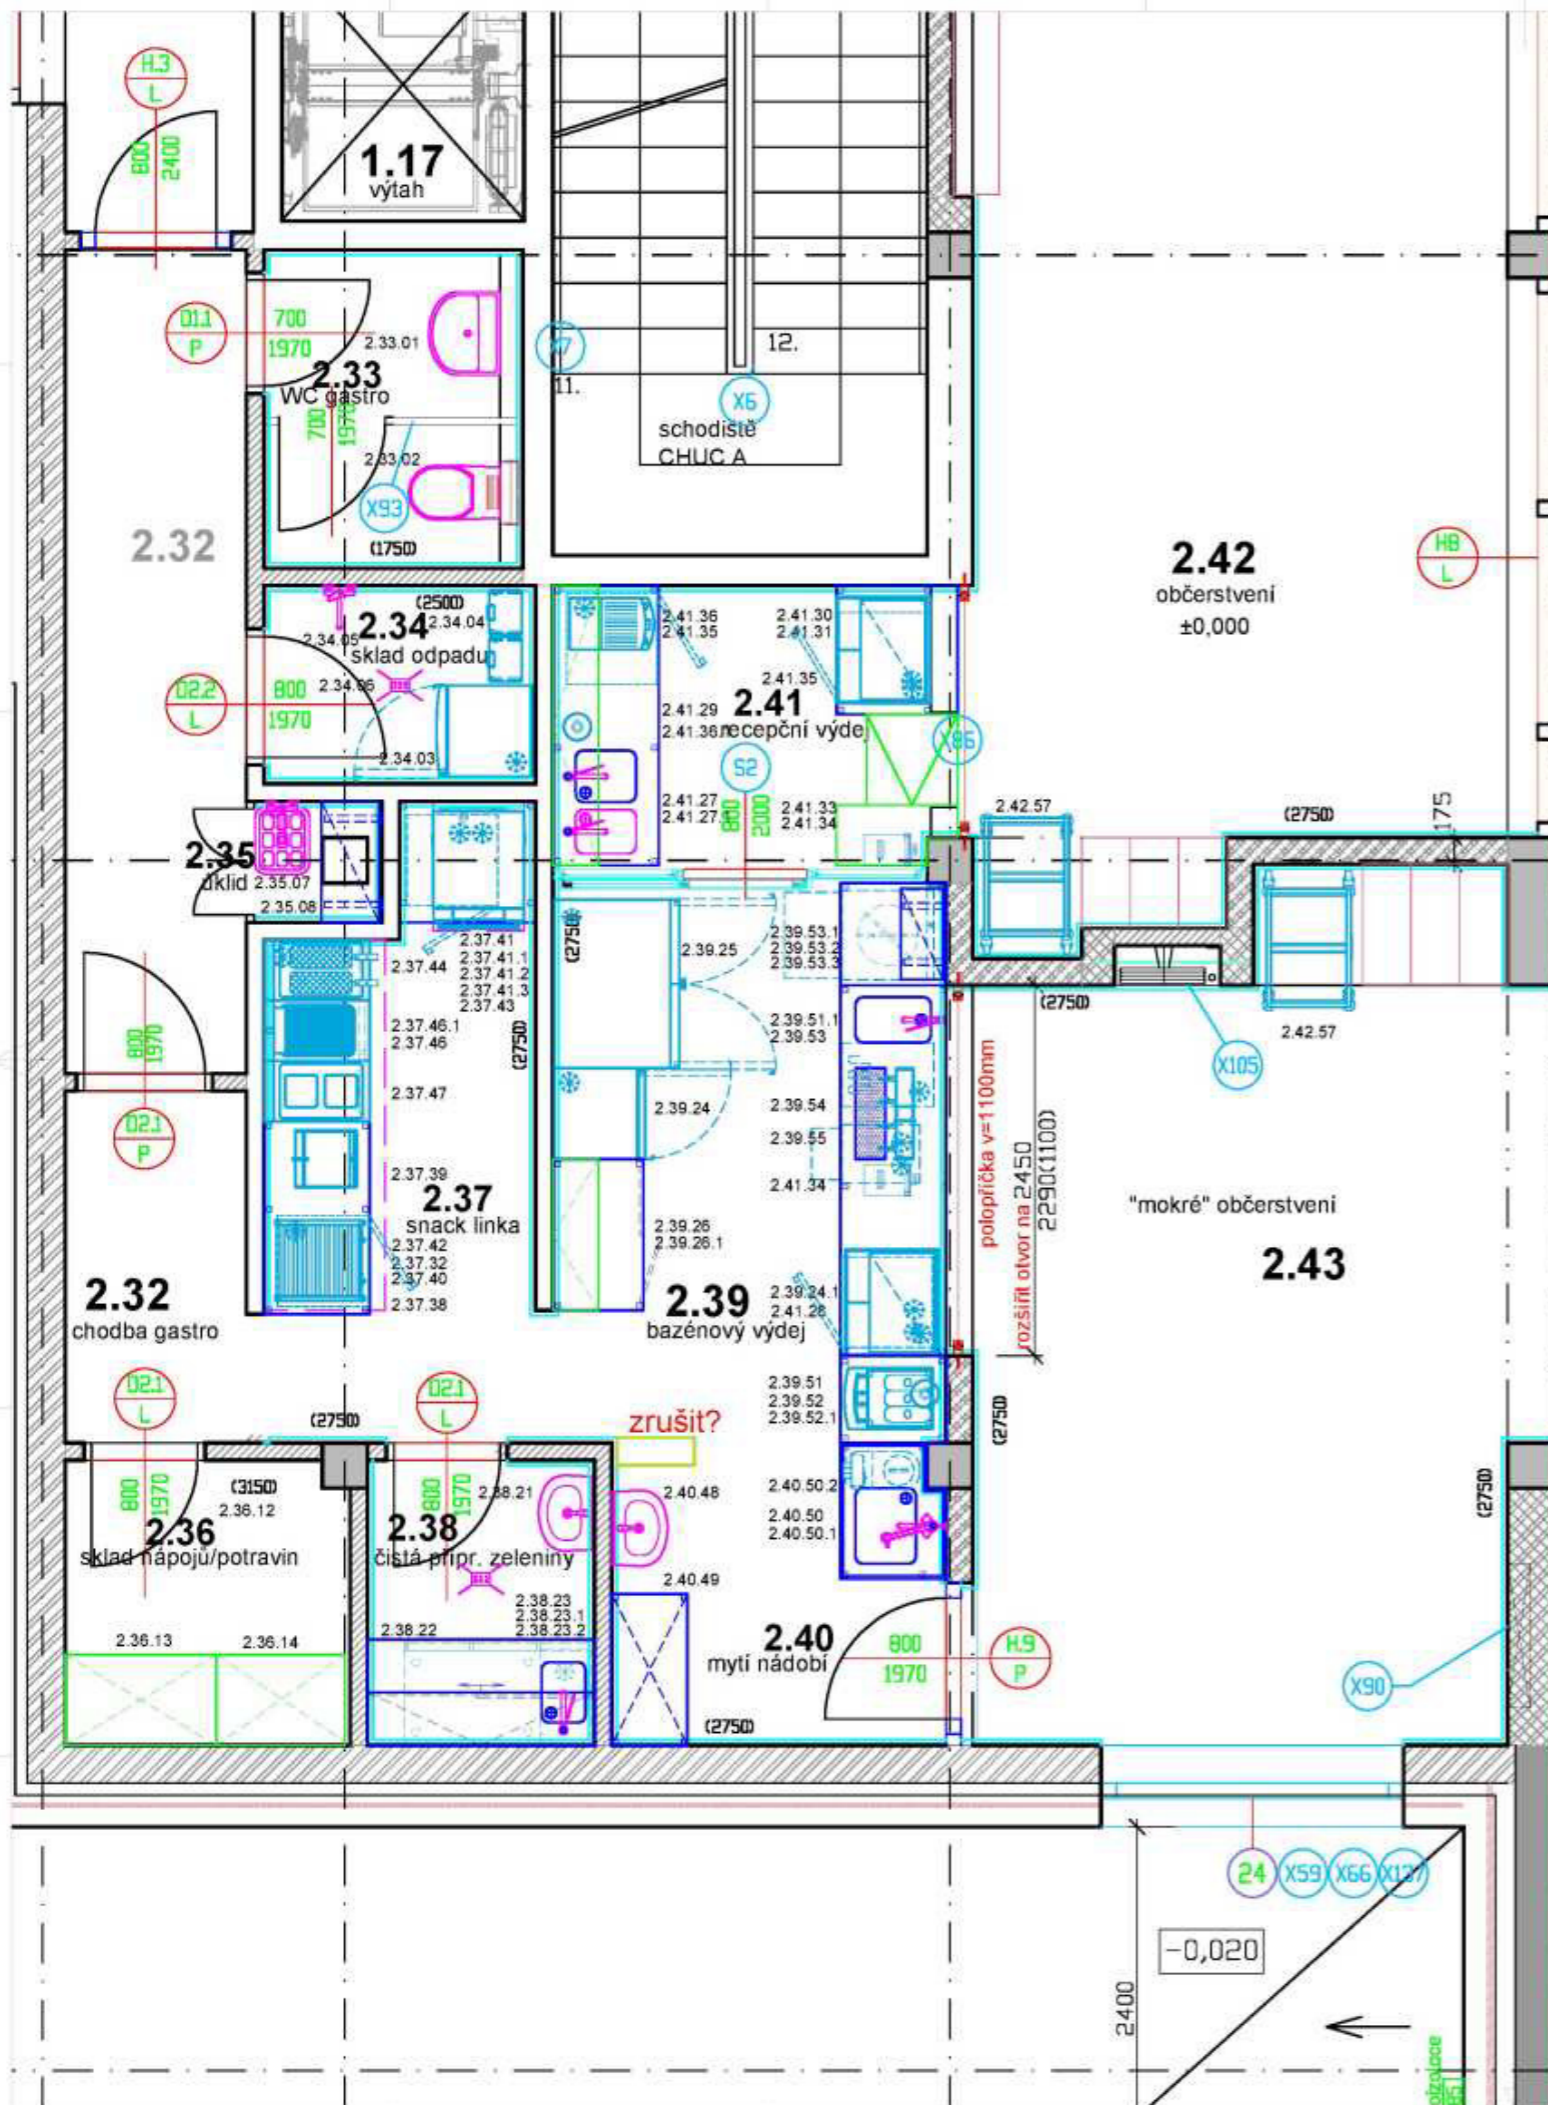 H.3
L
800
2400
1.17
výtah
D1.1
P
700
1970
2.33.01
2.33
WC gastro
700
1970
2.33.02
X93
(1750)
X7
11.
12.
X6
schodiště
CHUC A
2.32
2.42
občerstvení
±0,000
H8
L
(2500)
2.34
2.34.04
2.34.05
sklad odpadu
D2.2
L
800
1970
2.34.06
2.34.03
2.41.36
2.41.35
2.41.30
2.41.31
2.41.35
2.41
2.41.29
2.41.36
recepční výdej
X86
S2
800
2000
2.41.27
2.41.27.
2.41.33
2.41.34
2.42.57
(2750)
175
2.35
úklid
2.35.07
2.35.08
2.37.41
2.37.41.1
2.37.41.2
2.37.41.3
2.37.43
2.37.44
(2750)
2.39.25
2.39.53.1
2.39.53.2
2.39.53.3
(2750)
2.42.57
X105
800
1970
D2.1
P
2.37.46.1
2.37.46
(2750)
2.39.51.1
2.39.53
2.37.47
2.39.24
2.39.54
2.39.55
2.41.34
polopříčka v=1100mm
rozšířit otvor na 2450
2290(1100)
"mokré" občerstvení
2.43
2.37.39
2.37
snack linka
2.37.42
2.37.32
2.37.40
2.37.38
2.39.26
2.39.26.1
2.39
bazénový výdej
2.39.24.1
2.41.28
2.32
chodba gastro
D2.1
L
D2.1
L
(2750)
zrušit?
2.39.51
2.39.52
2.39.52.1
(2750)
(2750)
800
1970
(3150)
2.36.12
2.36
sklad nápojů/potravin
800
1970
2.38.21
2.38
čistá přípr. zeleniny
2.40.48
2.40.50.2
2.40.50
2.40.50.1
2.40.49
2.36.13
2.36.14
2.38.22
2.38.23
2.38.23.1
2.38.23.2
2.40
mytí nádobí
800
1970
H.9
P
(2750)
X90
24
X59
X66
X137
-0,020
2400